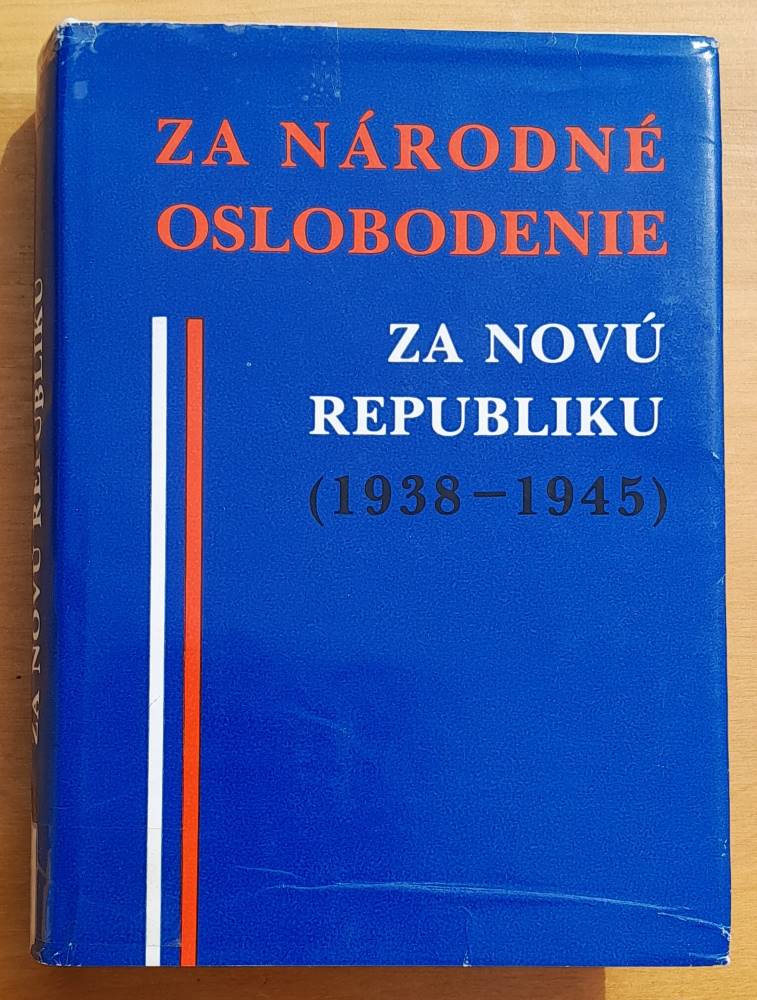 ZA NÁRODNÉ
OSLOBODENIE
ZA NOVÚ
REPUBLIKU
(1938–1945)
ZA NOVÚ REPUBLIKU